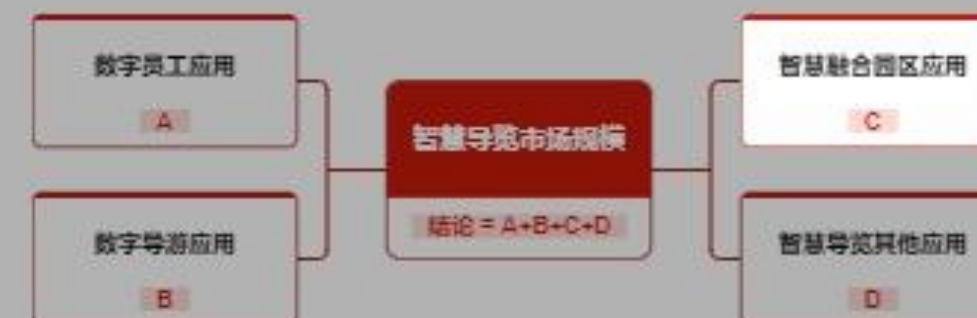 数字员工应用
A
数字导游应用
B
智慧导览市场规模
结论 = A+B+C+D
智慧融合园区应用
C
智慧导览其他应用
D